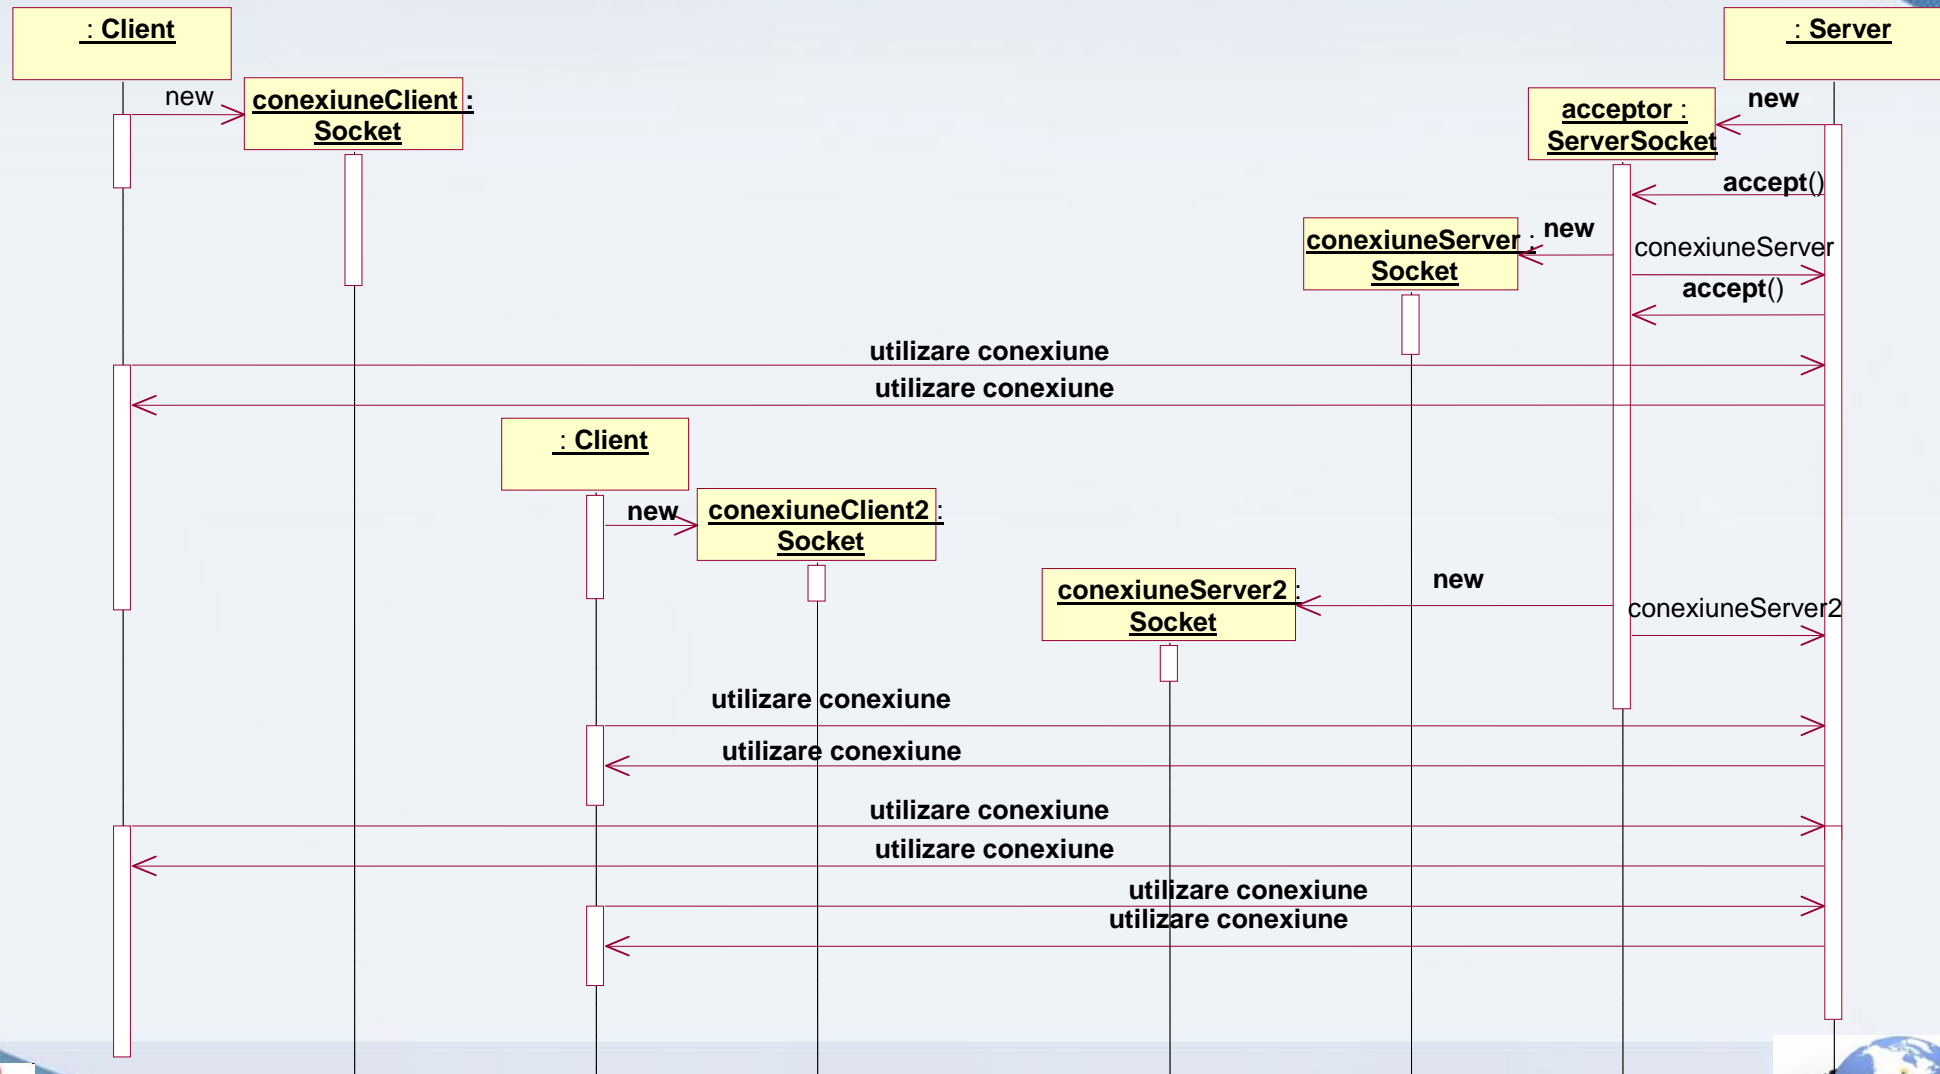 : Client
: Server
new
conexiuneClient :
Socket
new
acceptor :
ServerSocket
accept()
conexiuneServer :
Socket
new
conexiuneServer
accept()
utilizare conexiune
utilizare conexiune
: Client
new
conexiuneClient2 :
Socket
conexiuneServer2 :
Socket
new
conexiuneServer2
utilizare conexiune
utilizare conexiune
utilizare conexiune
utilizare conexiune
utilizare conexiune
utilizare conexiune